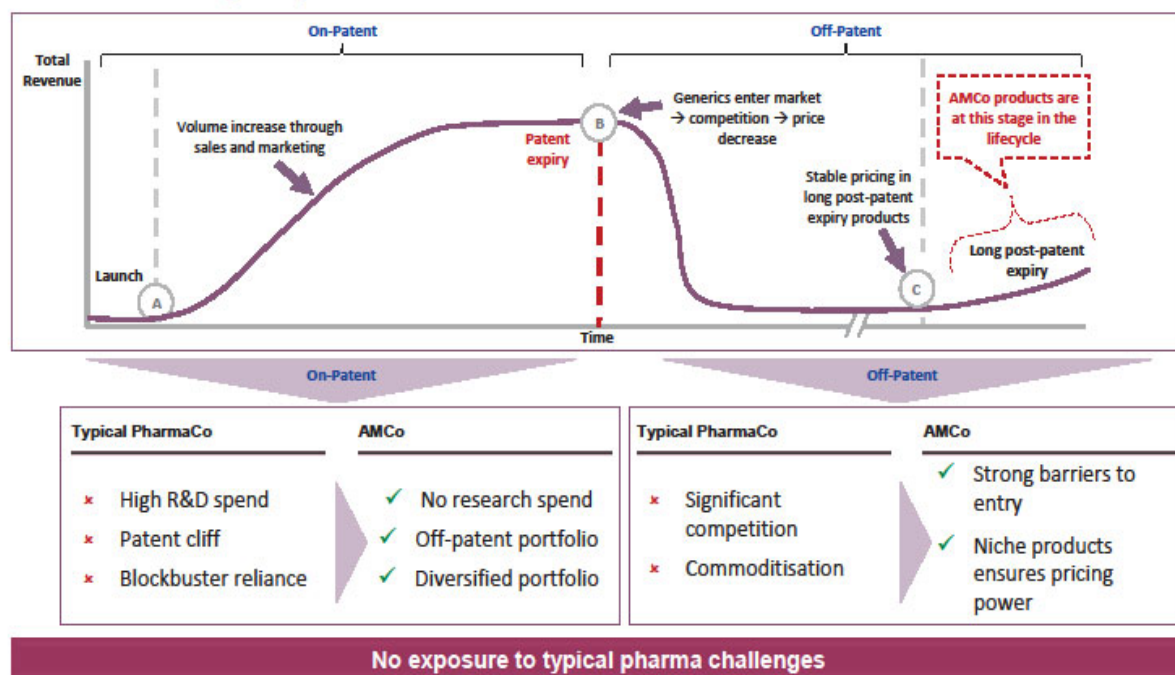 On-Patent
Off-Patent
Total
Revenue
Volume increase through
sales and marketing
Patent
expiry
B
Generics enter market
→ competition → price
decrease
AMCo products are
at this stage in the
lifecycle
Stable pricing in
long post-patent
expiry products
Launch
A
C
Long post-patent
expiry
Time
On-Patent
Off-Patent
Typical PharmaCo
AMCo
× High R&D spend
× Patent cliff
× Blockbuster reliance
✓ No research spend
✓ Off-patent portfolio
✓ Diversified portfolio
Typical PharmaCo
AMCo
× Significant
competition
× Commoditisation
✓ Strong barriers to
entry
✓ Niche products
ensures pricing
power
No exposure to typical pharma challenges